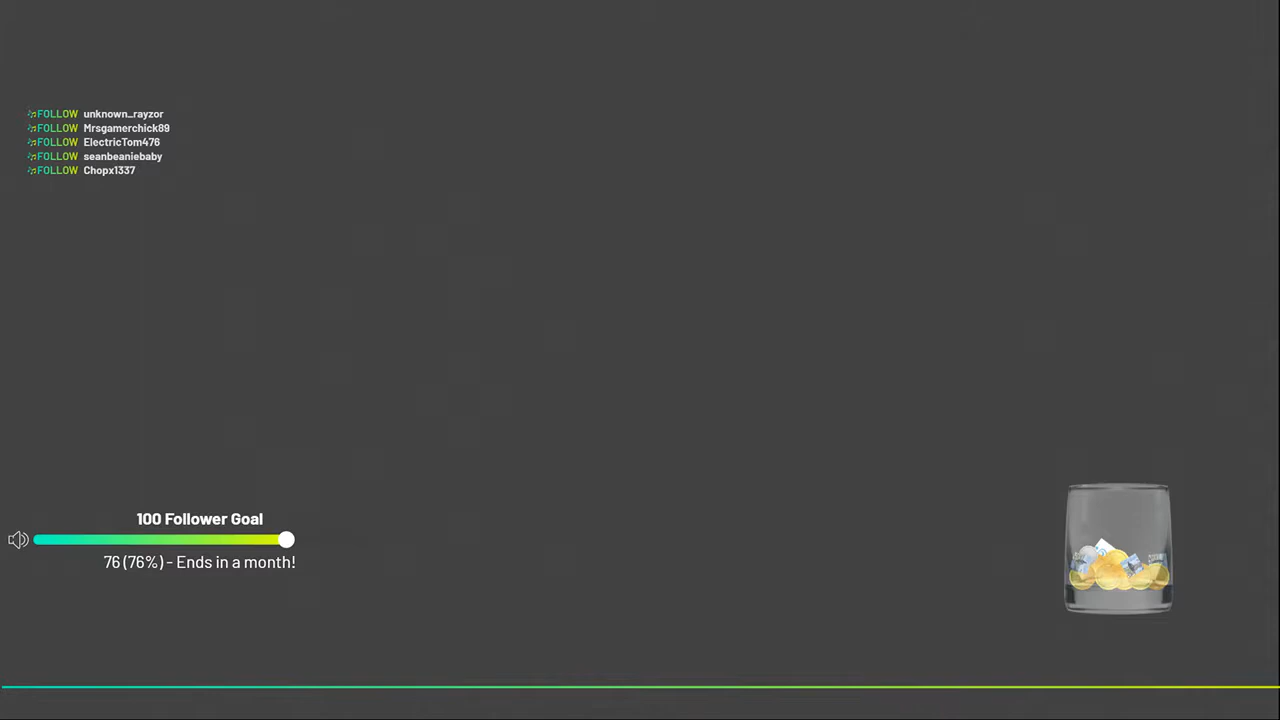 FOLLOW unknown_rayzor
FOLLOW Mrsgamerchick89
FOLLOW ElectricTom476
FOLLOW seanbeaniebaby
FOLLOW Chopx1337
100 Follower Goal
76 (76%) - Ends in a month!